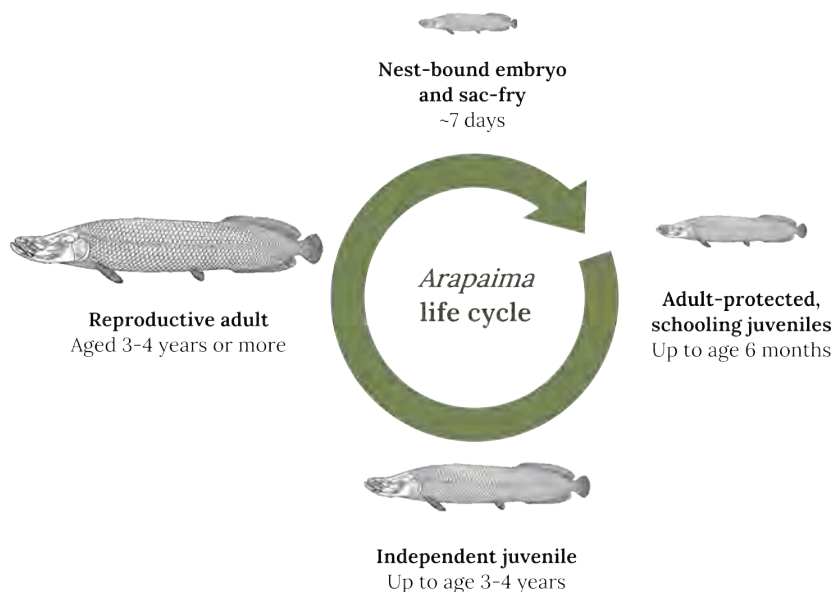 Nest-bound embryo
and sac-fry
~7 days
Arapaima
life cycle
Adult-protected,
schooling juveniles
Up to age 6 months
Reproductive adult
Aged 3-4 years or more
Independent juvenile
Up to age 3-4 years